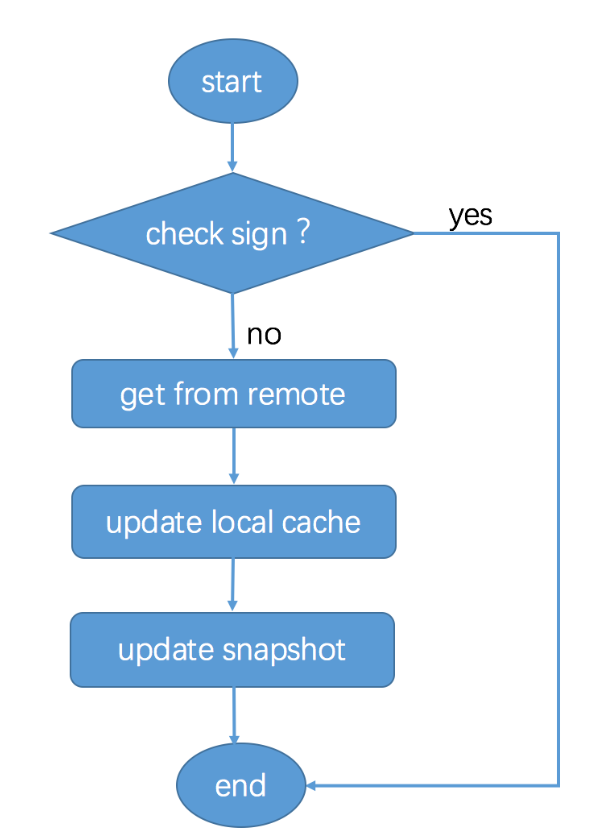 start
check sign？
yes
no
get from remote
update local cache
update snapshot
end